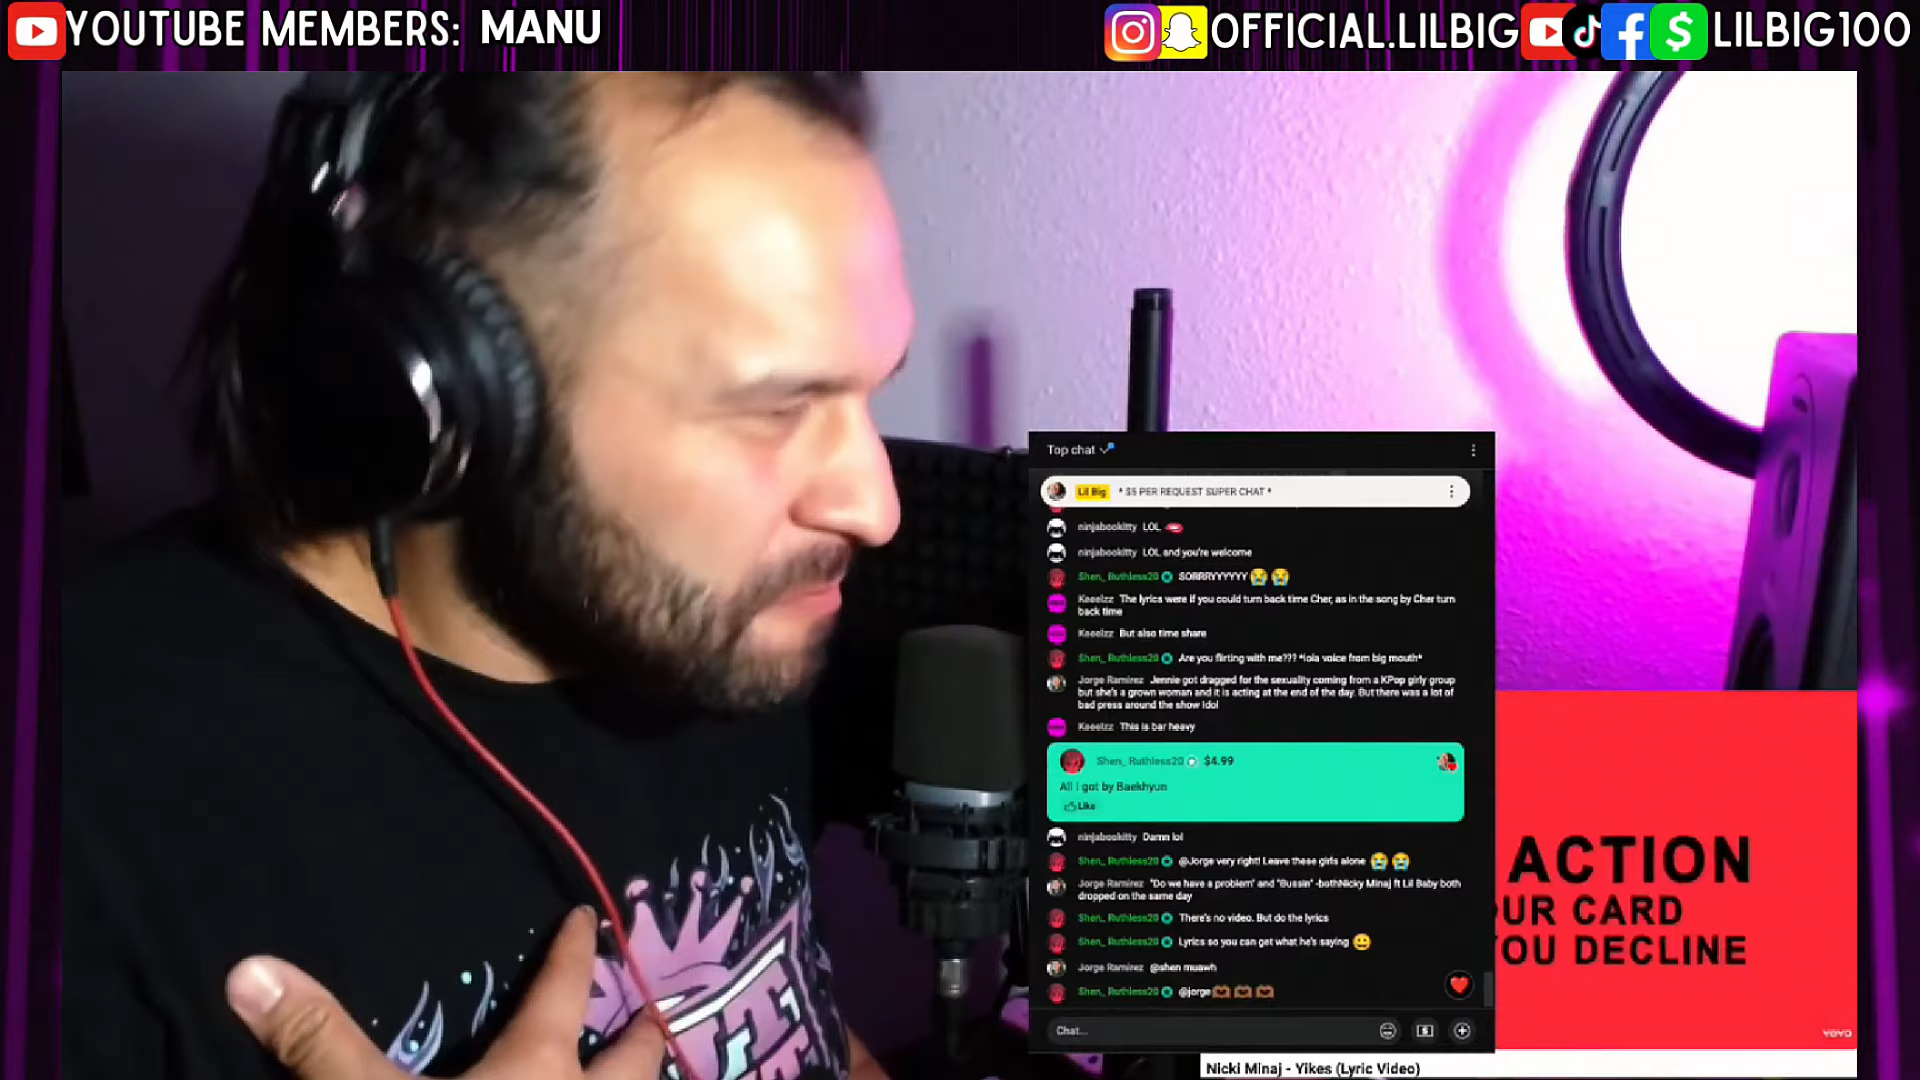 YOUTUBE MEMBERS: MANU
OFFICIAL.LILBIG
LILBIG100
Top chat
Lil Big * $5 PER REQUEST SUPER CHAT *
ninjabookitty LOL
ninjabookitty LOL and you're welcome
Shen_Ruthless20 SORRRYYYYYY 😭 😭
Keeelzz The lyrics were if you could turn back time Cher, as in the song by Cher turn
back time
Keeelzz But also time share
Shen_Ruthless20 Are you flirting with me??? *lola voice from big mouth*
Jorge Ramirez Jennie got dragged for the sexuality coming from a KPop girly group
but she's a grown woman and it is acting at the end of the day. But there was a lot of
bad press around the show Idol
Keeelzz This is bar heavy
Shen_Ruthless20 $4.99
All I got by Baekhyun
Like
ninjabookitty Damn lol
Shen_Ruthless20 @Jorge very right! Leave these girls alone 😭 😭
Jorge Ramirez "Do we have a problem" and "Bussin" -bothNicky Minaj ft Lil Baby both
dropped on the same day
Shen_Ruthless20 There's no video. But do the lyrics
Shen_Ruthless20 Lyrics so you can get what he's saying 😀
Jorge Ramirez @shen muawh
Shen_Ruthless20 @jorge
Chat...
ACTION
OUR CARD
YOU DECLINE
vevo
Nicki Minaj - Yikes (Lyric Video)